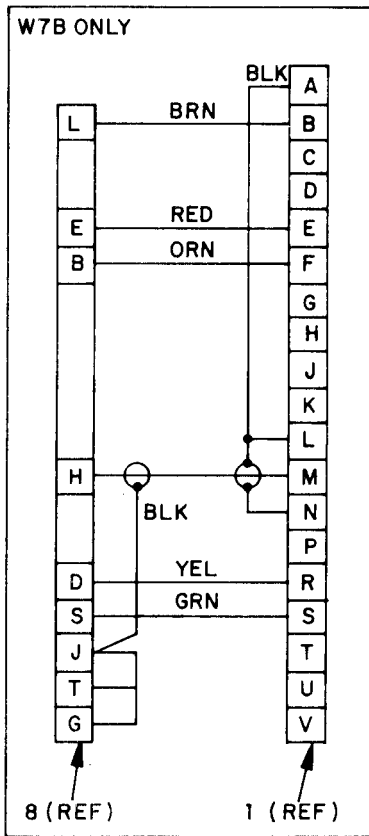 W7B ONLY
BLK
A
L
BRN
B
C
D
E
RED
E
B
ORN
F
G
H
J
K
L
H
M
BLK
N
P
D
YEL
R
S
GRN
S
J
T
T
U
G
V
8 (REF)
1 (REF)